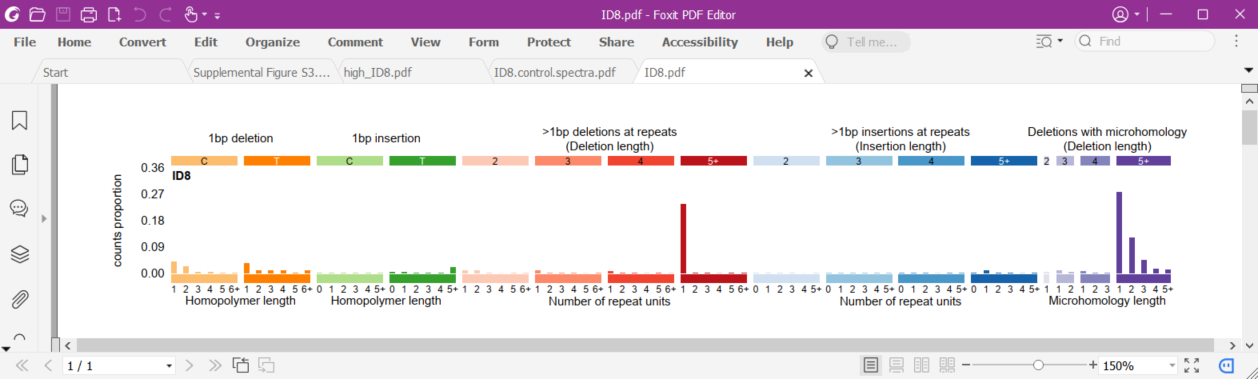 ID8.pdf - Foxit PDF Editor
File Home Convert Edit Organize Comment View Form Protect Share Accessibility Help Tell me... Find
Start Supplemental Figure S3.... high_ID8.pdf ID8.control.spectra.pdf ID8.pdf
1bp deletion 1bp insertion >1bp deletions at repeats >1bp insertions at repeats Deletions with microhomology
(Deletion length) (Insertion length) (Deletion length)
C T C T 2 3 4 5+ 2 3 4 5+ 2 3 4 5+
0.36
ID8
0.27
0.18
0.09
0.00
counts proportion
1 2 3 4 5 6+ 1 2 3 4 5 6+ 0 1 2 3 4 5+ 0 1 2 3 4 5+ 1 2 3 4 5 6+ 1 2 3 4 5 6+ 1 2 3 4 5 6+ 1 2 3 4 5 6+ 0 1 2 3 4 5+ 0 1 2 3 4 5+ 0 1 2 3 4 5+ 0 1 2 3 4 5+ 1 1 2 1 2 3 1 2 3 4 5+
Homopolymer length Homopolymer length Number of repeat units Number of repeat units Microhomology length
1 / 1 150%